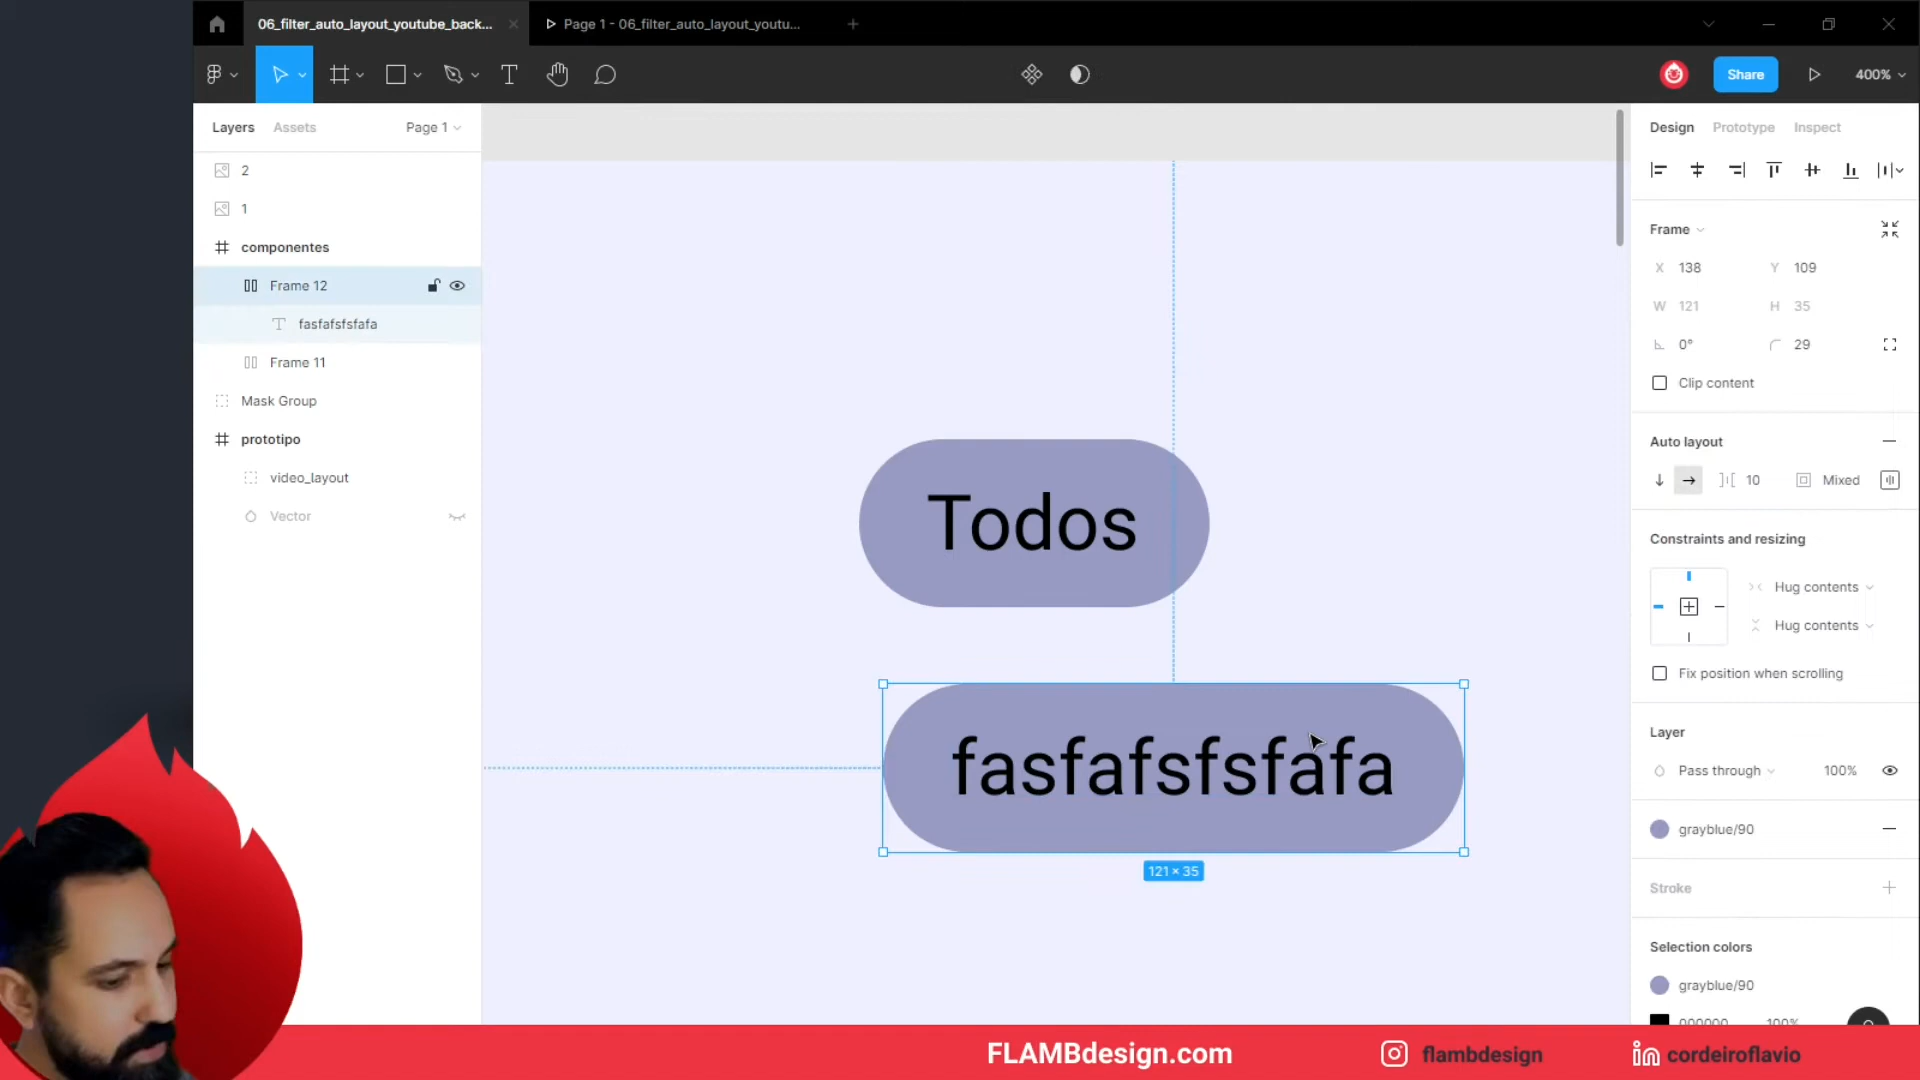 06_filter_auto_layout_youtube_back...
Page 1 - 06_filter_auto_layout_youtu...
Share
400%
Layers
Assets
Page 1
2
1
componentes
Frame 12
fasfafsfsfafa
Frame 11
Mask Group
prototipo
video_layout
Vector
Todos
fasfafsfsfafa
121 × 35
Design
Prototype
Inspect
Frame
X 138
Y 109
W 121
H 35
0°
29
Clip content
Auto layout
10
Mixed
Constraints and resizing
Hug contents
Hug contents
Fix position when scrolling
Layer
Pass through
100%
grayblue/90
Stroke
Selection colors
grayblue/90
000000
100%
FLAMBdesign.com
flambdesign
cordeiroflavio